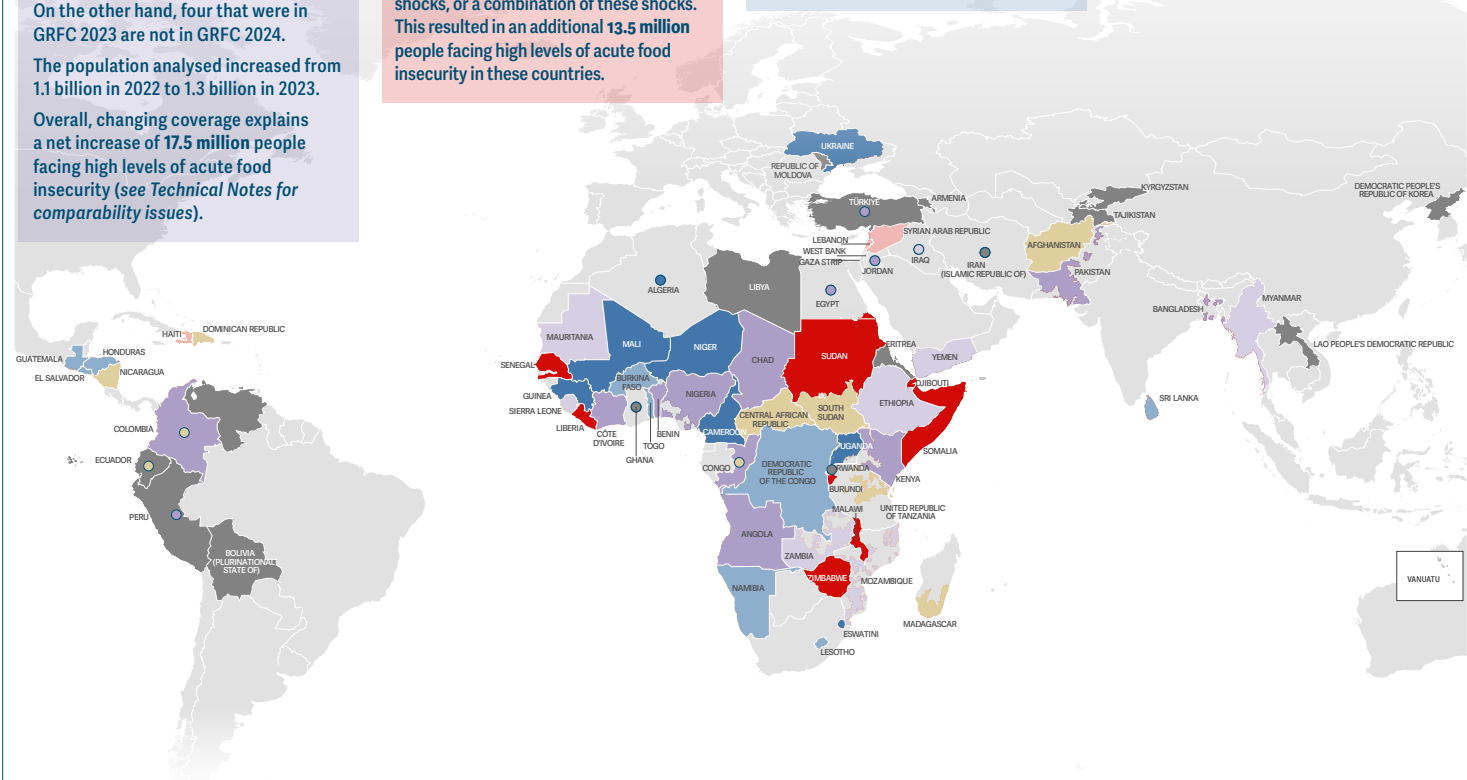 On the other hand, four that were in
GRFC 2023 are not in GRFC 2024.
The population analysed increased from
1.1 billion in 2022 to 1.3 billion in 2023.
Overall, changing coverage explains
a net increase of 17.5 million people
facing high levels of acute food
insecurity (see Technical Notes for
comparability issues).
shocks, or a combination of these shocks.
This resulted in an additional 13.5 million
people facing high levels of acute food
insecurity in these countries.
UKRAINE
REPUBLIC OF
MOLDOVA
KYRGYZSTAN
DEMOCRATIC PEOPLE'S
REPUBLIC OF KOREA
TÜRKIYE
ARMENIA
TAJIKISTAN
LEBANON
SYRIAN ARAB REPUBLIC
WEST BANK
GAZA STRIP
JORDAN
IRAQ
IRAN
(ISLAMIC REPUBLIC OF)
AFGHANISTAN
PAKISTAN
ALGERIA
LIBYA
EGYPT
BANGLADESH
MYANMAR
LAO PEOPLE'S DEMOCRATIC REPUBLIC
HAITI
DOMINICAN REPUBLIC
GUATEMALA
HONDURAS
EL SALVADOR
NICARAGUA
MAURITANIA
MALI
NIGER
CHAD
SUDAN
ERITREA
YEMEN
SENEGAL
BURKINA
FASO
DJIBOUTI
GUINEA
NIGERIA
ETHIOPIA
SRI LANKA
SIERRA LEONE
CENTRAL AFRICAN
REPUBLIC
SOUTH
SUDAN
LIBERIA
CÔTE
D'IVOIRE
GHANA
TOGO
BENIN
CAMEROON
COLOMBIA
ECUADOR
PERU
BOLIVIA
(PLURINATIONAL
STATE OF)
CONGO
DEMOCRATIC
REPUBLIC
OF THE CONGO
UGANDA
RWANDA
BURUNDI
KENYA
SOMALIA
MALAWI
UNITED REPUBLIC
OF TANZANIA
ANGOLA
ZAMBIA
ZIMBABWE
MOZAMBIQUE
NAMIBIA
MADAGASCAR
ESWATINI
LESOTHO
VANUATU